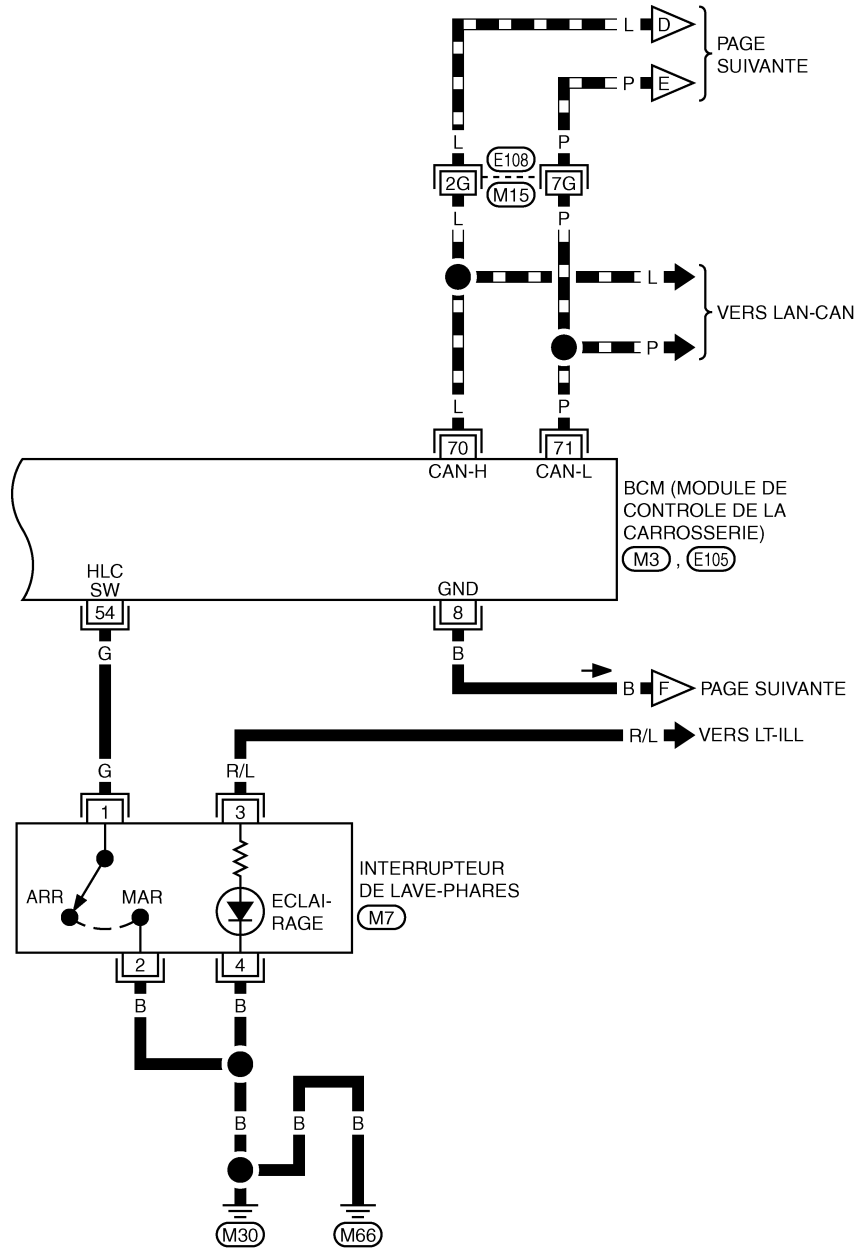 L D
PAGE
SUIVANTE
P E
L P
E108
2G 7G
M15
L P
L
VERS LAN-CAN
P
L P
70 71
CAN-H CAN-L
BCM (MODULE DE
CONTROLE DE LA
CARROSSERIE)
M3 , E105
HLC
SW
GND
54 8
G B
B F PAGE SUIVANTE
R/L VERS LT-ILL
G R/L
1 3
INTERRUPTEUR
DE LAVE-PHARES
M7
ARR MAR
ECLAI-
RAGE
2 4
B B
B B B
M30 M66